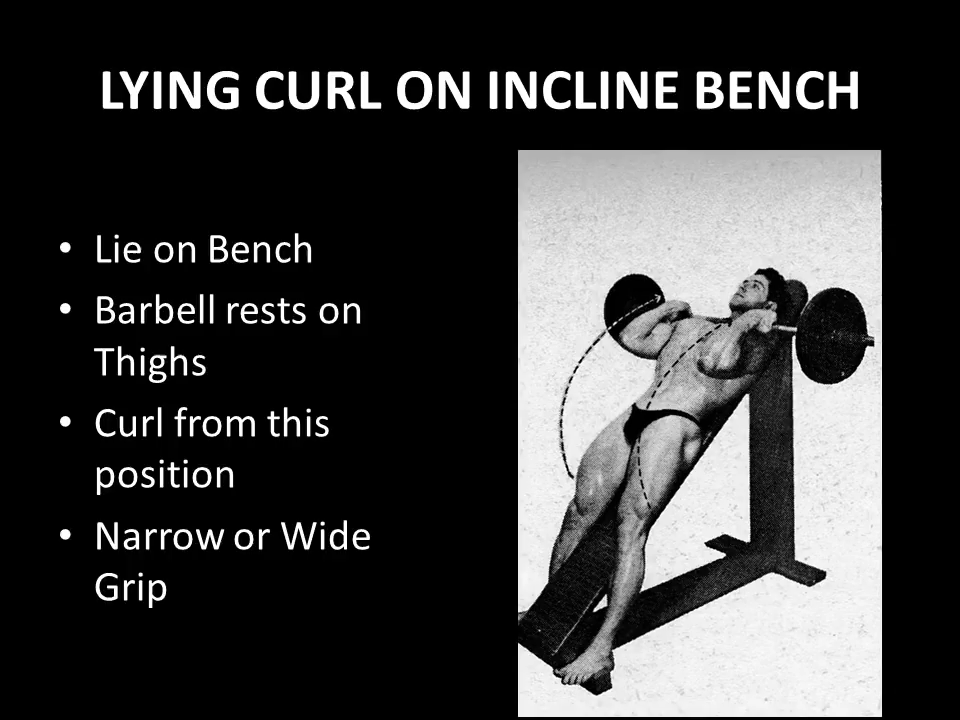 LYING CURL ON INCLINE BENCH
• Lie on Bench
• Barbell rests on
Thighs
• Curl from this
position
• Narrow or Wide
Grip